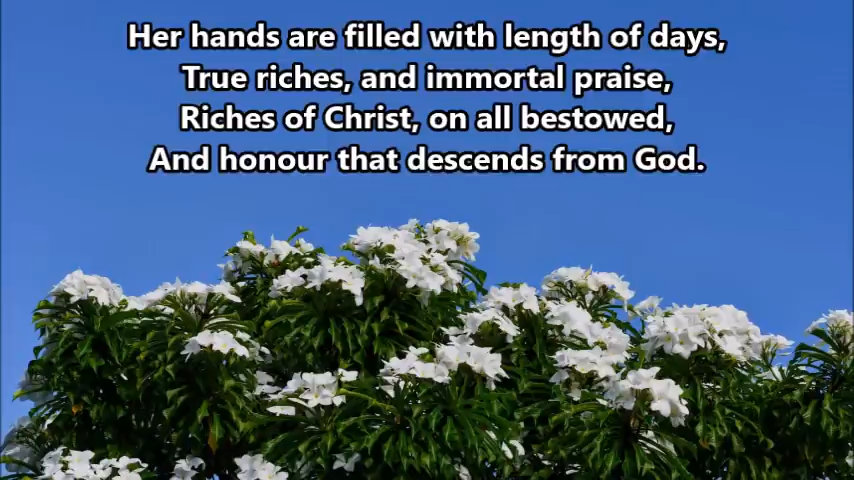 Her hands are filled with length of days,
True riches, and immortal praise,
Riches of Christ, on all bestowed,
And honour that descends from God.